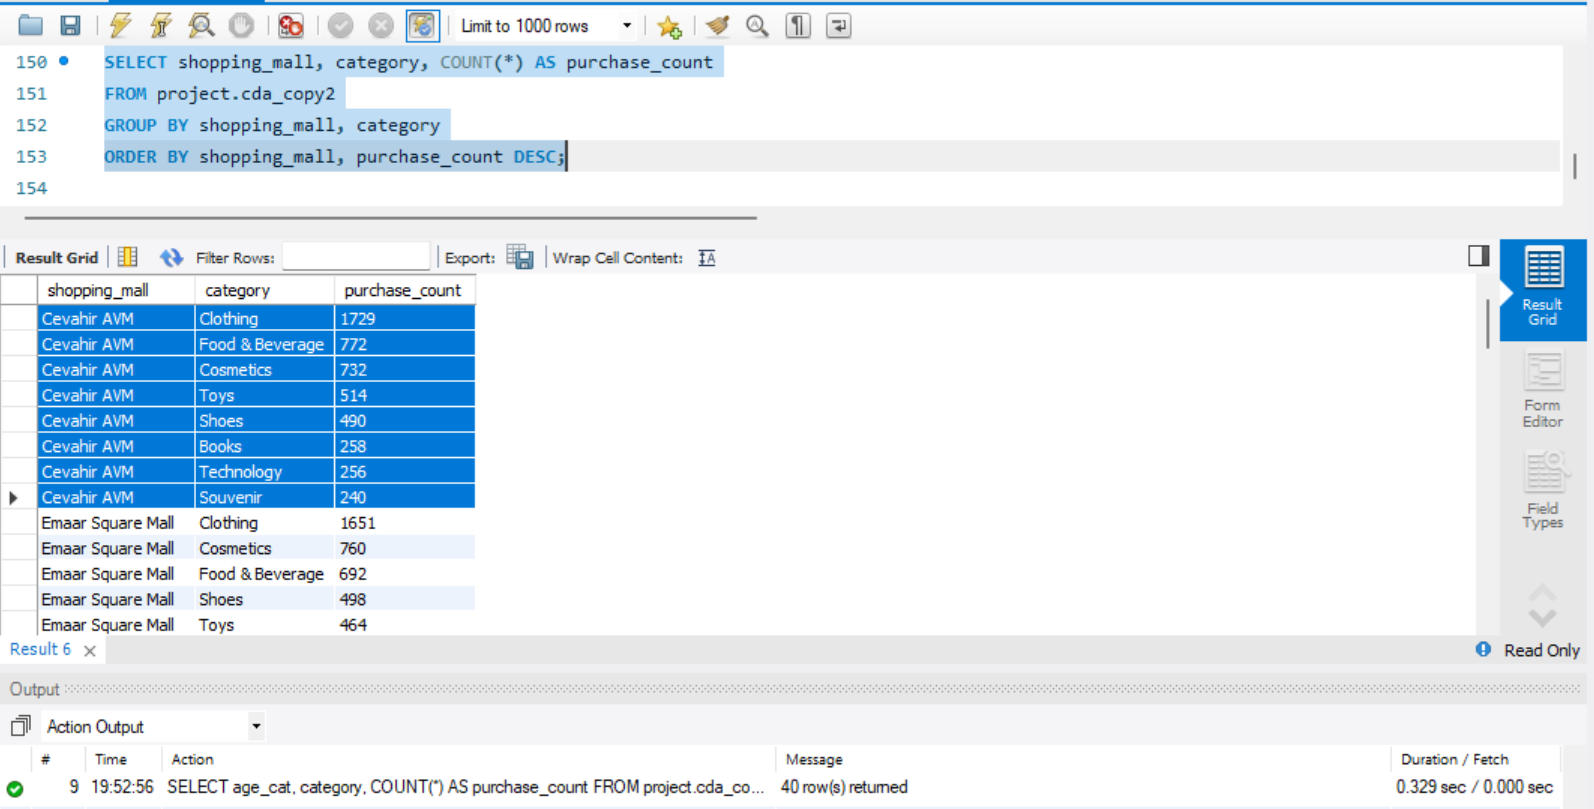 Limit to 1000 rows
150 SELECT shopping_mall, category, COUNT(*) AS purchase_count
151 FROM project.cda_copy2
152 GROUP BY shopping_mall, category
153 ORDER BY shopping_mall, purchase_count DESC;
154
Result Grid Filter Rows: Export: Wrap Cell Content:
shopping_mall category purchase_count
Cevahir AVM Clothing 1729
Cevahir AVM Food & Beverage 772
Cevahir AVM Cosmetics 732
Cevahir AVM Toys 514
Cevahir AVM Shoes 490
Cevahir AVM Books 258
Cevahir AVM Technology 256
Cevahir AVM Souvenir 240
Emaar Square Mall Clothing 1651
Emaar Square Mall Cosmetics 760
Emaar Square Mall Food & Beverage 692
Emaar Square Mall Shoes 498
Emaar Square Mall Toys 464
Result
Grid
Form
Editor
Field
Types
Result 6 Read Only
Output
Action Output
# Time Action Message Duration / Fetch
9 19:52:56 SELECT age_cat, category, COUNT(*) AS purchase_count FROM project.cda_co... 40 row(s) returned 0.329 sec / 0.000 sec